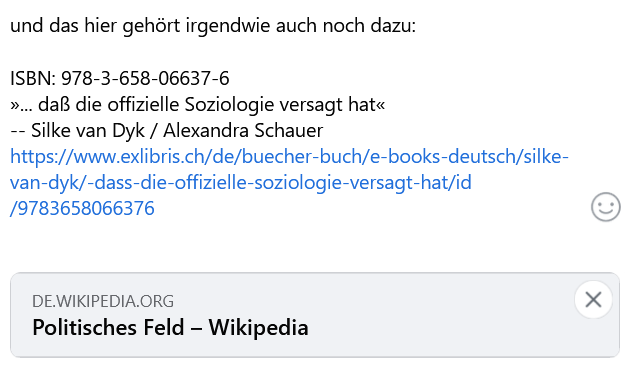 und das hier gehört irgendwie auch noch dazu:
ISBN: 978-3-658-06637-6
»... daß die offizielle Soziologie versagt hat«
-- Silke van Dyk / Alexandra Schauer
https://www.exlibris.ch/de/buecher-buch/e-books-deutsch/silke-
van-dyk/-dass-die-offizielle-soziologie-versagt-hat/id
/9783658066376
DE.WIKIPEDIA.ORG
Politisches Feld – Wikipedia